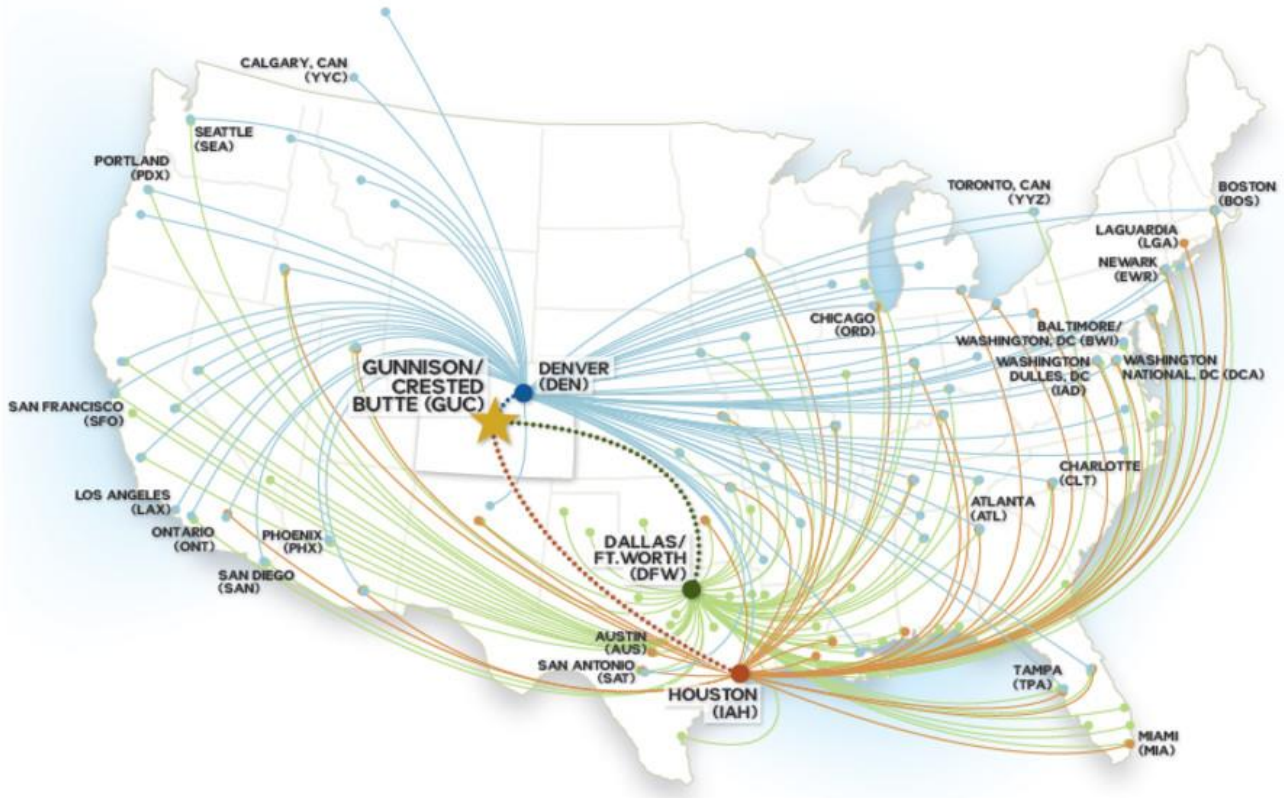 CALGARY, CAN
(YYC)
SEATTLE
(SEA)
PORTLAND
(PDX)
TORONTO, CAN
(YYZ)
BOSTON
(BOS)
LAGUARDIA
(LGA)
NEWARK
(EWR)
CHICAGO
(ORD)
BALTIMORE/
WASHINGTON, DC (BWI)
WASHINGTON
DULLES, DC
(IAD)
WASHINGTON
NATIONAL, DC (DCA)
GUNNISON/
CRESTED
BUTTE (GUC)
DENVER
(DEN)
SAN FRANCISCO
(SFO)
LOS ANGELES
(LAX)
ONTARIO
(ONT)
PHOENIX
(PHX)
SAN DIEGO
(SAN)
CHARLOTTE
(CLT)
ATLANTA
(ATL)
DALLAS/
FT.WORTH
(DFW)
AUSTIN
(AUS)
SAN ANTONIO
(SAT)
HOUSTON
(IAH)
TAMPA
(TPA)
MIAMI
(MIA)